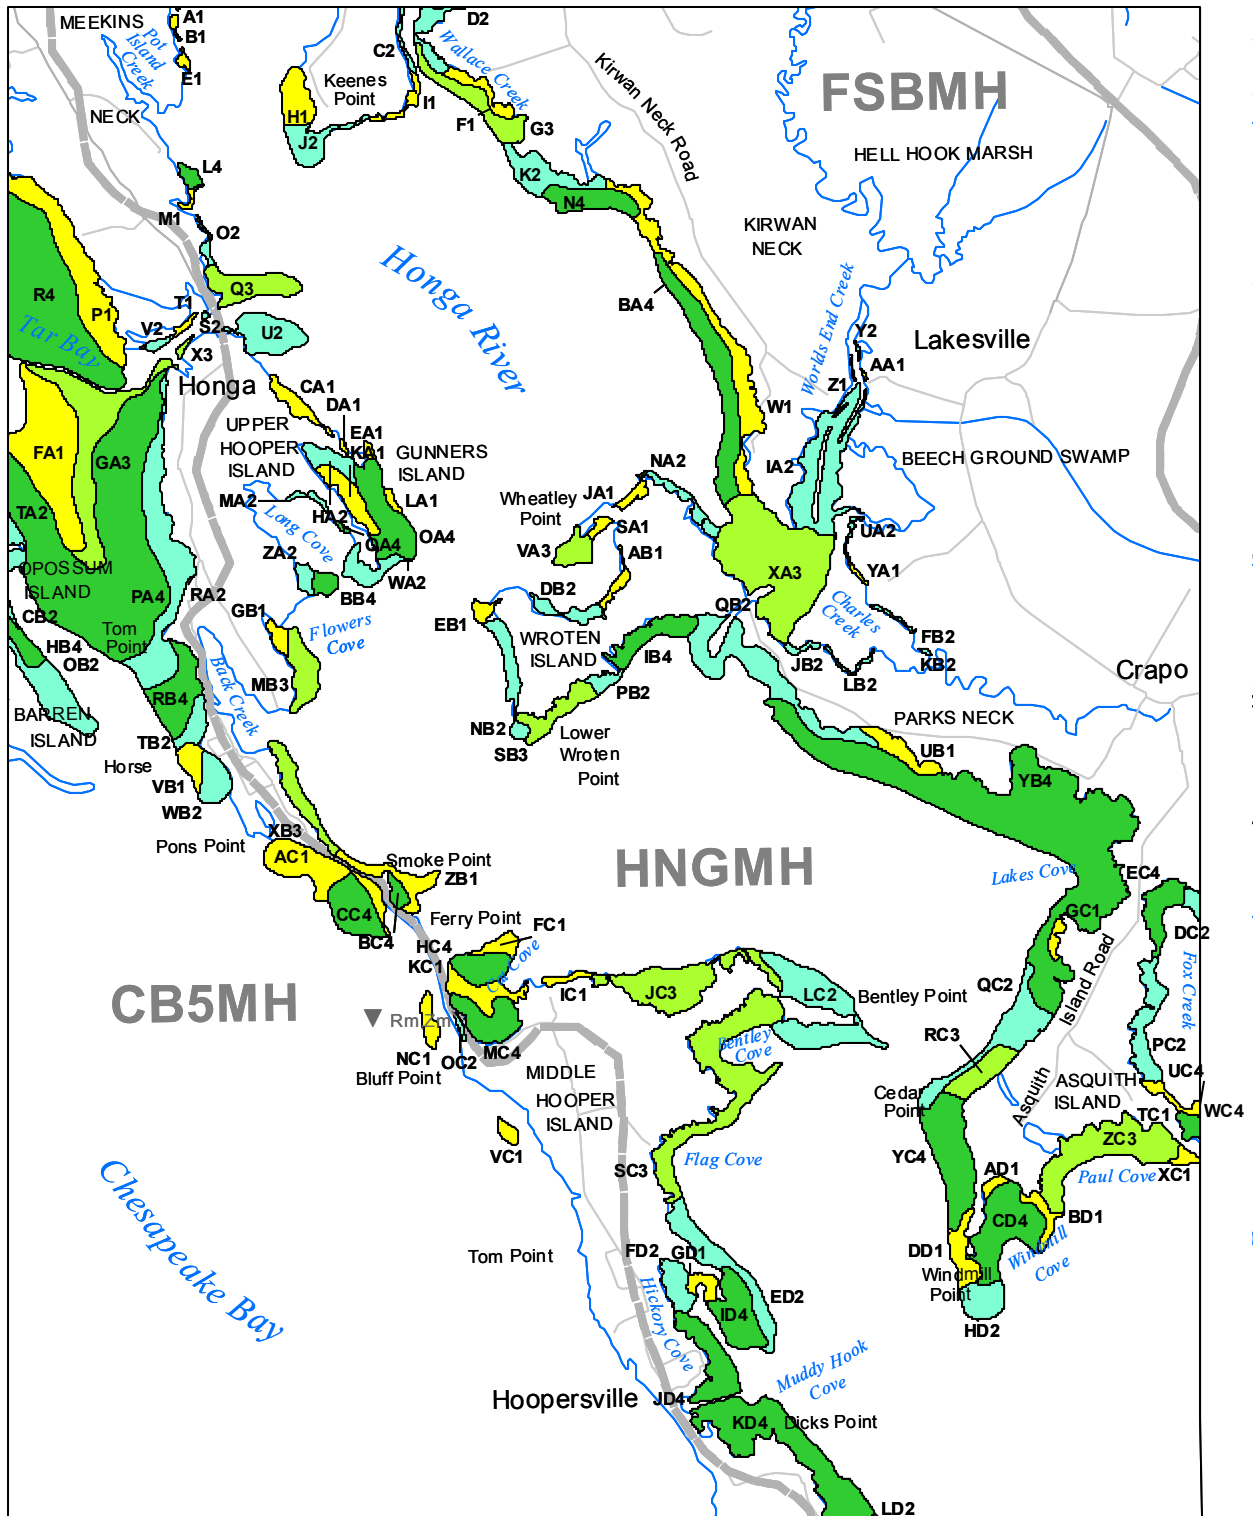 MEEKINS
A1
B1
E1
Pot
Island
Creek
NECK
C2
D2
Wallace Creek
Keenes
Point
I1
H1
J2
F1
G3
Kirwan Neck Road
FSBMH
HELL HOOK MARSH
K2
N4
L4
M1
O2
KIRWAN
NECK
Q3
R4
P1
Tar Bay
T1
V2
S2
X3
U2
Honga
Honga River
BA4
Worlds End Creek
Y2
Lakesville
AA1
Z1
W1
CA1
DA1
UPPER
HOOPER
ISLAND
EA1
KA1
GUNNERS
ISLAND
FA1
GA3
IA2
BEECH GROUND SWAMP
NA2
JA1
Wheatley
Point
MA2
HA2
LA1
Long Cove
TA2
SA1
UA2
QA4
OA4
VA3
AB1
ZA2
WA2
XA3
YA1
OPOSSUM
ISLAND
PA4
RA2
BB4
DB2
QB2
Charles
Creek
CB2
GB1
EB1
Flowers
Cove
Tom
Point
WROTEN
ISLAND
FB2
HB4
OB2
IB4
JB2
KB2
LB2
Crapo
MB3
Back Creek
RB4
PB2
BARREN
ISLAND
NB2
Lower
Wroten
Point
PARKS NECK
TB2
SB3
UB1
Horse
VB1
YB4
WB2
XB3
Pons Point
AC1
Smoke Point
ZB1
HNGMH
Lakes Cove
EC4
CC4
BC4
Ferry Point
GC1
FC1
HC4
KC1
DC2
Fox Creek
CB5MH
IC1
JC3
LC2
Bentley Point
QC2
Island Road
NC1
OC2
MC4
Bentley
Cove
RC3
PC2
Bluff Point
MIDDLE
HOOPER
ISLAND
Cedar
Point
Asquith
ASQUITH
ISLAND
UC4
TC1
WC4
VC1
ZC3
YC4
AD1
Paul Cove
XC1
SC3
Flag Cove
Chesapeake Bay
CD4
BD1
Tom Point
FD2
GD1
DD1
Windmill
Cove
Windmill
Point
Hickory Cove
ED2
ID4
HD2
Muddy Hook
Cove
Hoopersville
JD4
KD4
Dicks Point
LD2